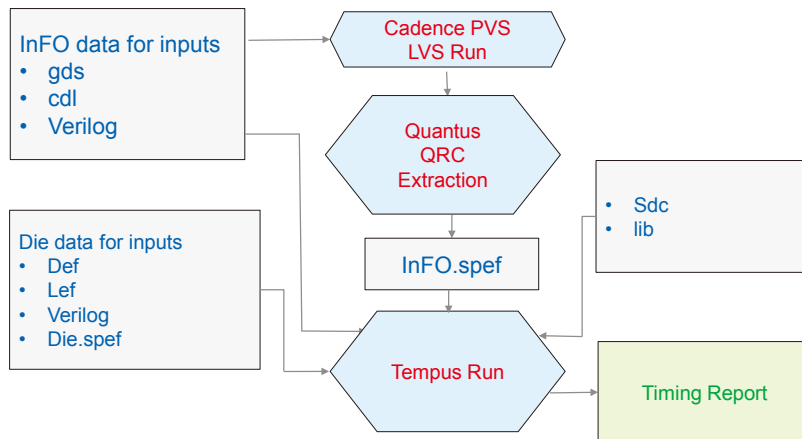 InFO data for inputs
• gds
• cdl
• Verilog
Cadence PVS
LVS Run
Quantus
QRC
Extraction
• Sdc
• lib
Die data for inputs
• Def
• Lef
• Verilog
• Die.spef
InFO.spef
Tempus Run
Timing Report